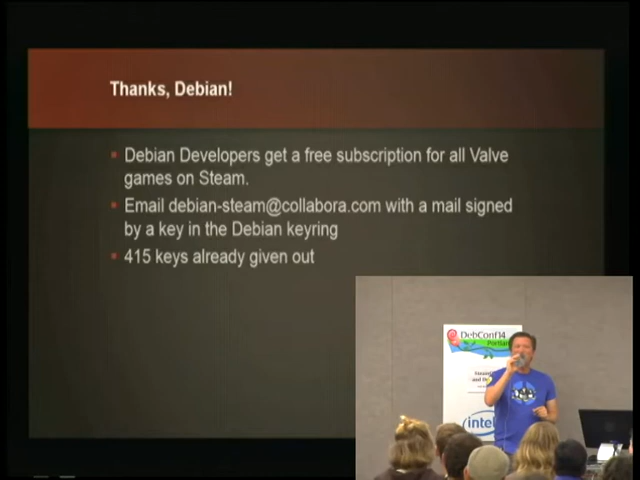 Thanks, Debian!
Debian Developers get a free subscription for all Valve
games on Steam.
Email debian-steam@collabora.com with a mail signed
by a key in the Debian keyring
415 keys already given out
DebConf14
Portland
intel